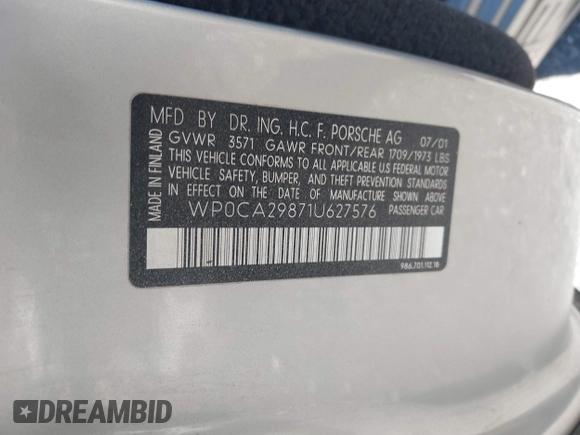 MFD BY DR. ING. H.C. F. PORSCHE AG 07/01
GVWR 3571 GAWR FRONT/REAR 1709/1973 LBS
THIS VEHICLE CONFORMS TO ALL US FEDERAL MOTOR
VEHICLE SAFETY, BUMPER, AND THEFT PREVENTION STANDARDS
IN EFFECT ON THE DATE OF MANUFACTURE SHOWN ABOVE
WP0CA29871U627576 PASSENGER CAR
MADE IN FINLAND
986.701.112.18
DREAMBID